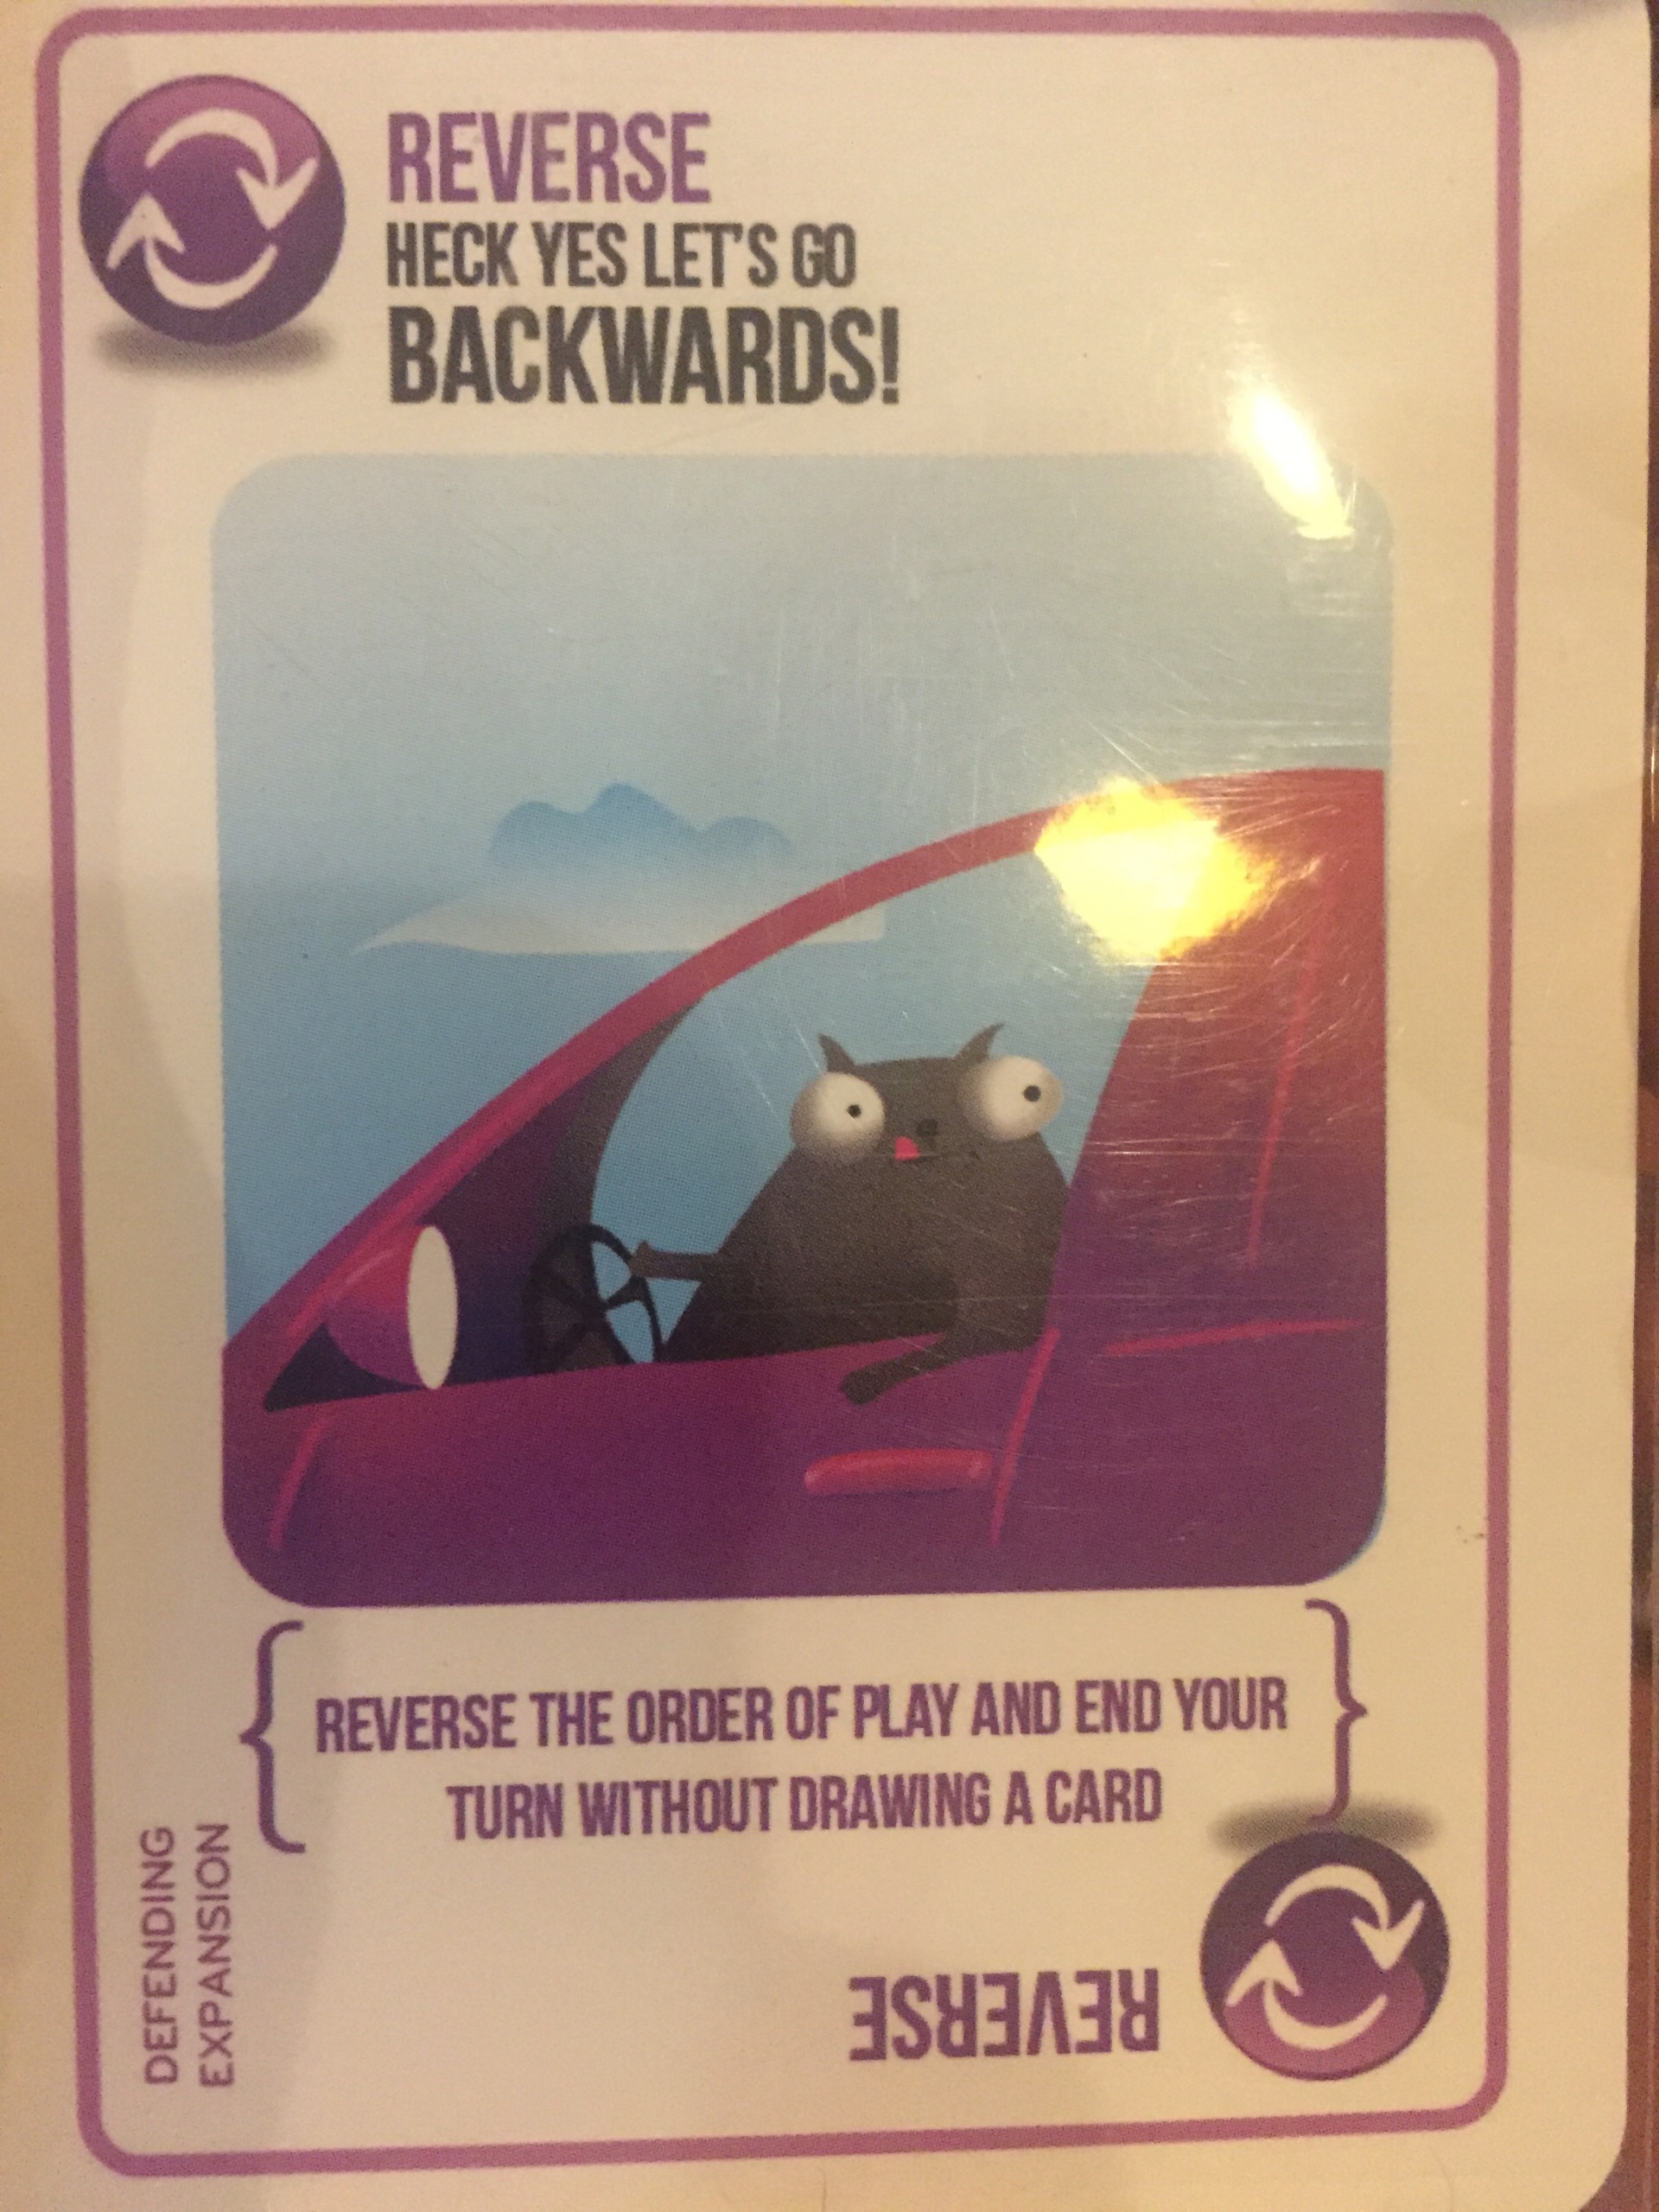 REVERSE
HECK YES LET'S GO
BACKWARDS!
REVERSE THE ORDER OF PLAY AND END YOUR
TURN WITHOUT DRAWING A CARD
DEFENDING
EXPANSION
REVERSE